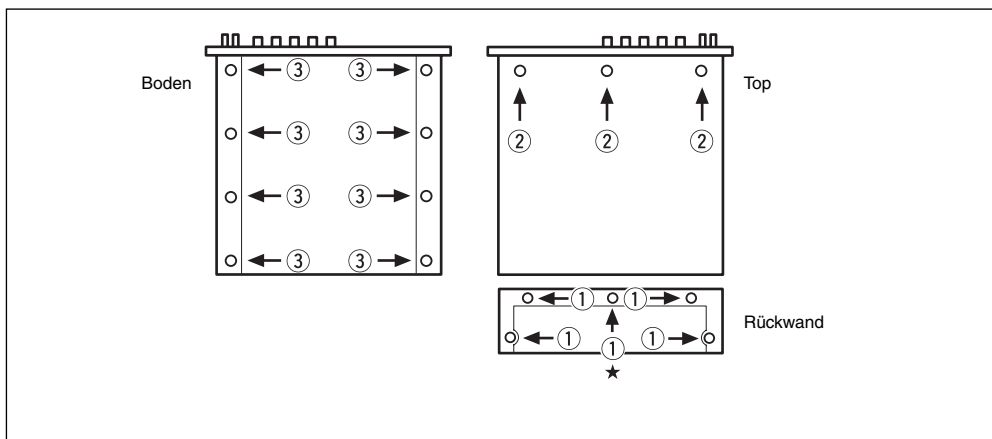 Boden
③ ③
③ ③
③ ③
③ ③
Top
② ② ②
Rückwand
① ①
① ① ①
★